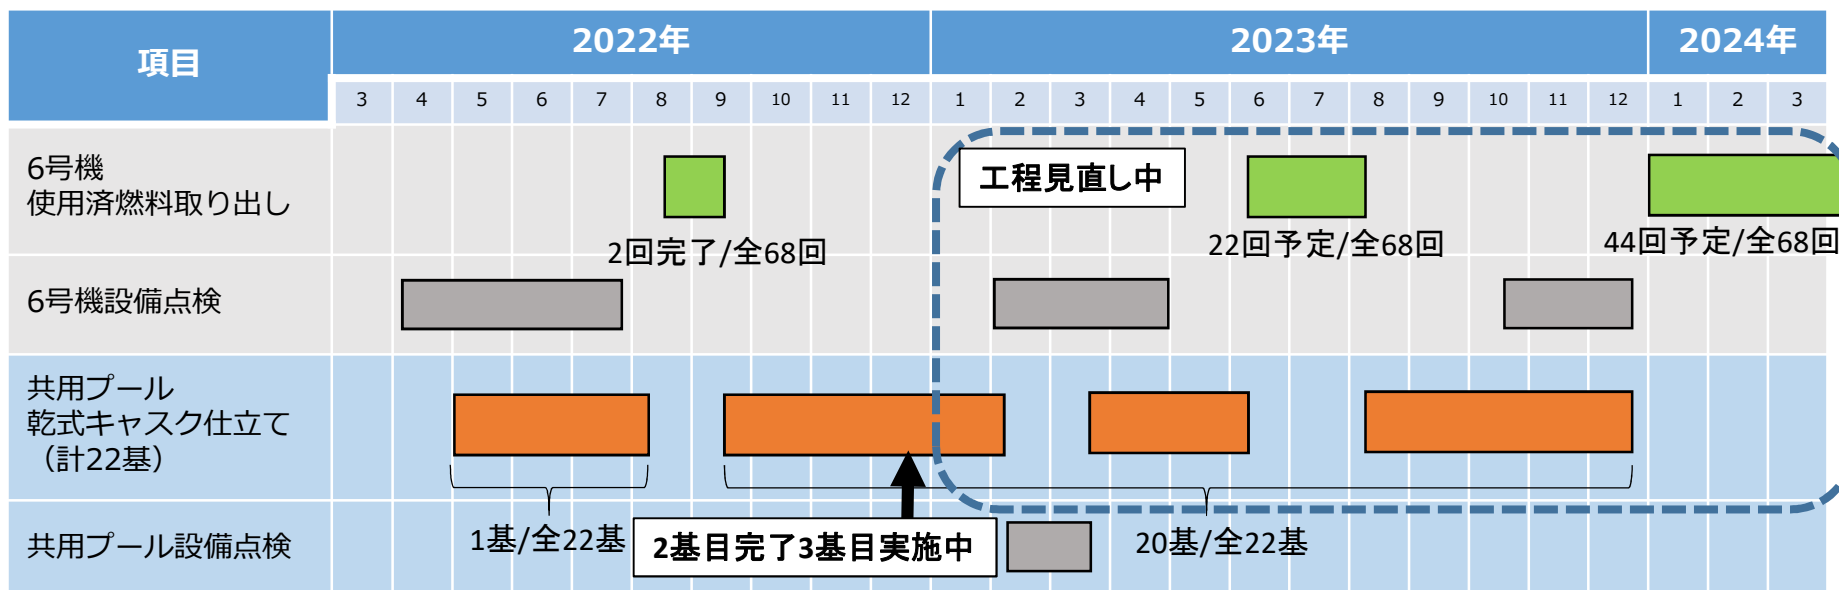 項目
2022年
2023年
2024年
3 4 5 6 7 8 9 10 11 12 1 2 3 4 5 6 7 8 9 10 11 12 1 2 3
6号機
使用済燃料取り出し
工程見直し中
2回完了/全68回
22回予定/全68回
44回予定/全68回
6号機設備点検
共用プール
乾式キャスク仕立て
（計22基）
1基/全22基
2基目完了3基目実施中
20基/全22基
共用プール設備点検